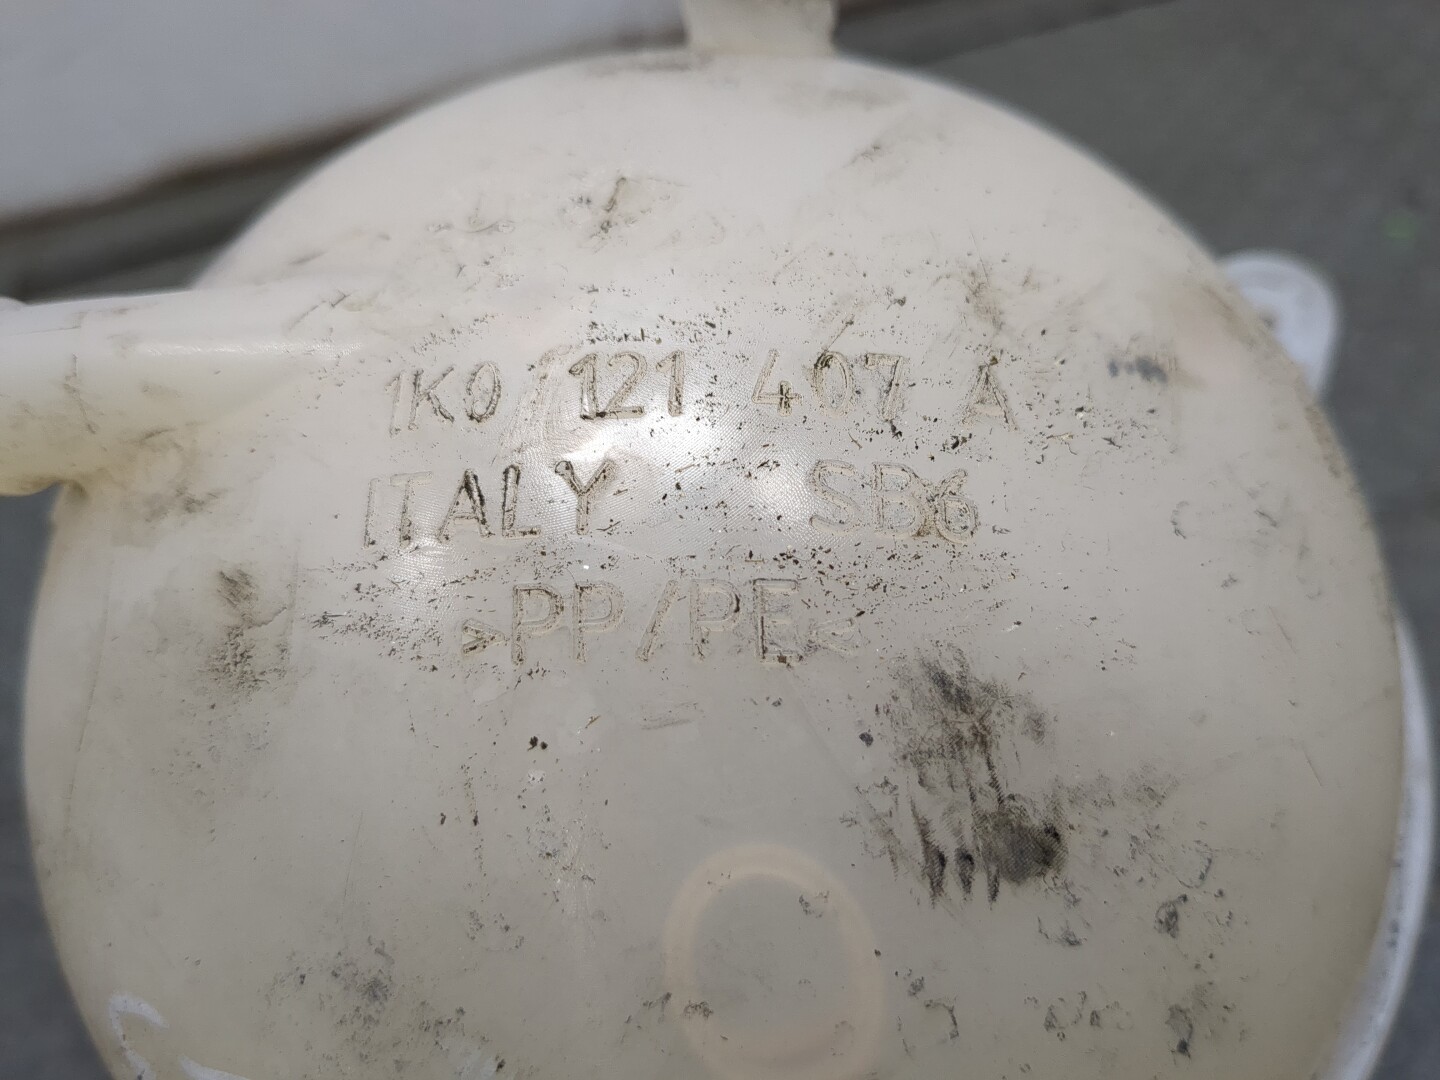 1K0 121 407 A
ITALY SB6
>PP/PE<